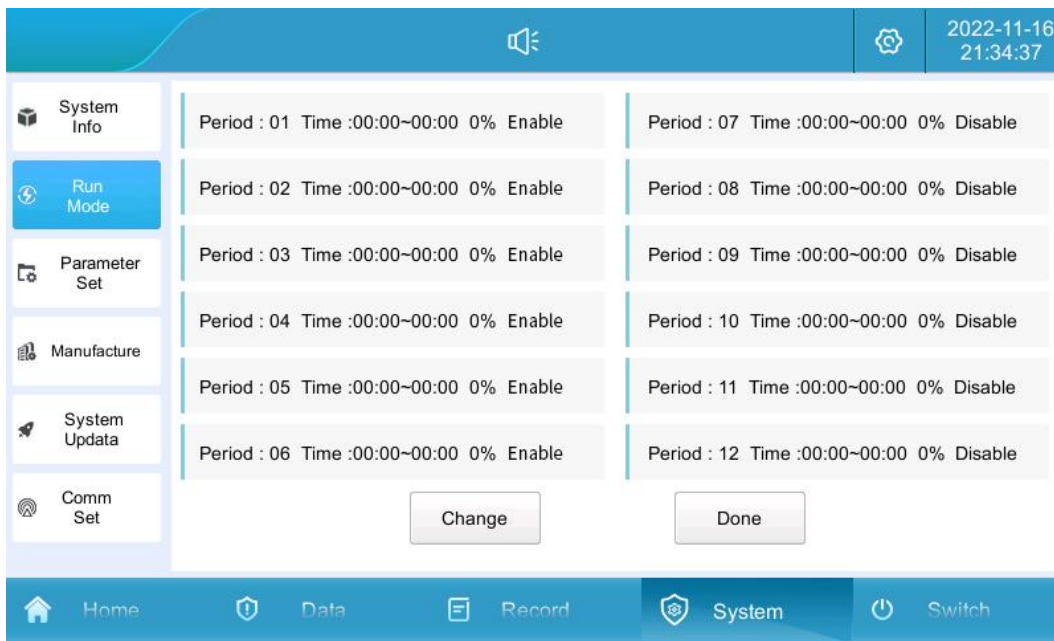 2022-11-16
21:34:37
System
Info
Run
Mode
Parameter
Set
Manufacture
System
Updata
Comm
Set
Period : 01 Time :00:00~00:00 0% Enable
Period : 02 Time :00:00~00:00 0% Enable
Period : 03 Time :00:00~00:00 0% Enable
Period : 04 Time :00:00~00:00 0% Enable
Period : 05 Time :00:00~00:00 0% Enable
Period : 06 Time :00:00~00:00 0% Enable
Period : 07 Time :00:00~00:00 0% Disable
Period : 08 Time :00:00~00:00 0% Disable
Period : 09 Time :00:00~00:00 0% Disable
Period : 10 Time :00:00~00:00 0% Disable
Period : 11 Time :00:00~00:00 0% Disable
Period : 12 Time :00:00~00:00 0% Disable
Change
Done
Home
Data
Record
System
Switch